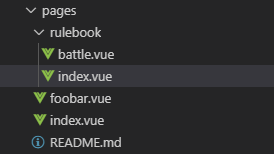 pages
rulebook
battle.vue
index.vue
foobar.vue
index.vue
README.md